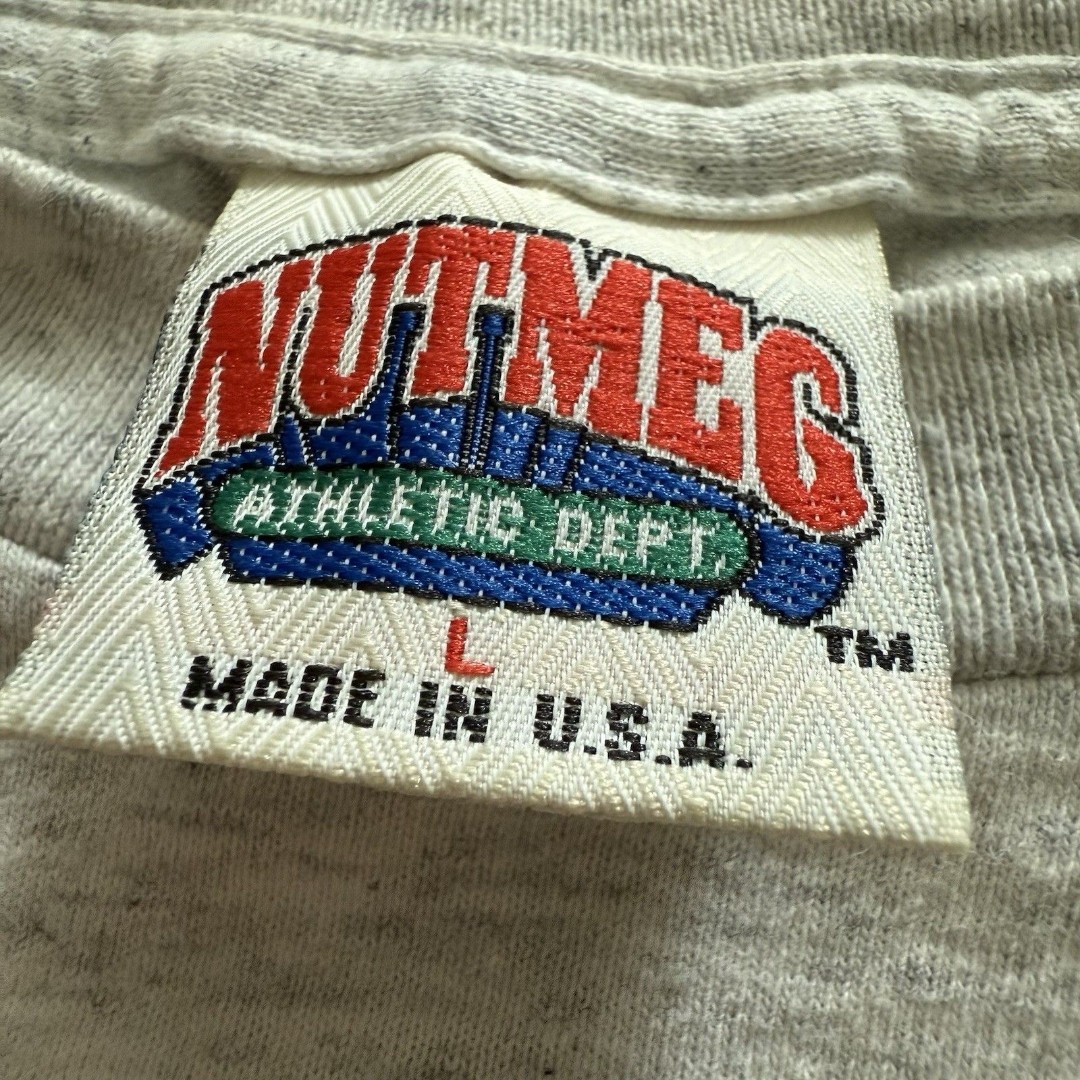 NUTMEG
ATHLETIC DEPT
TM
L
MADE IN U.S.A.